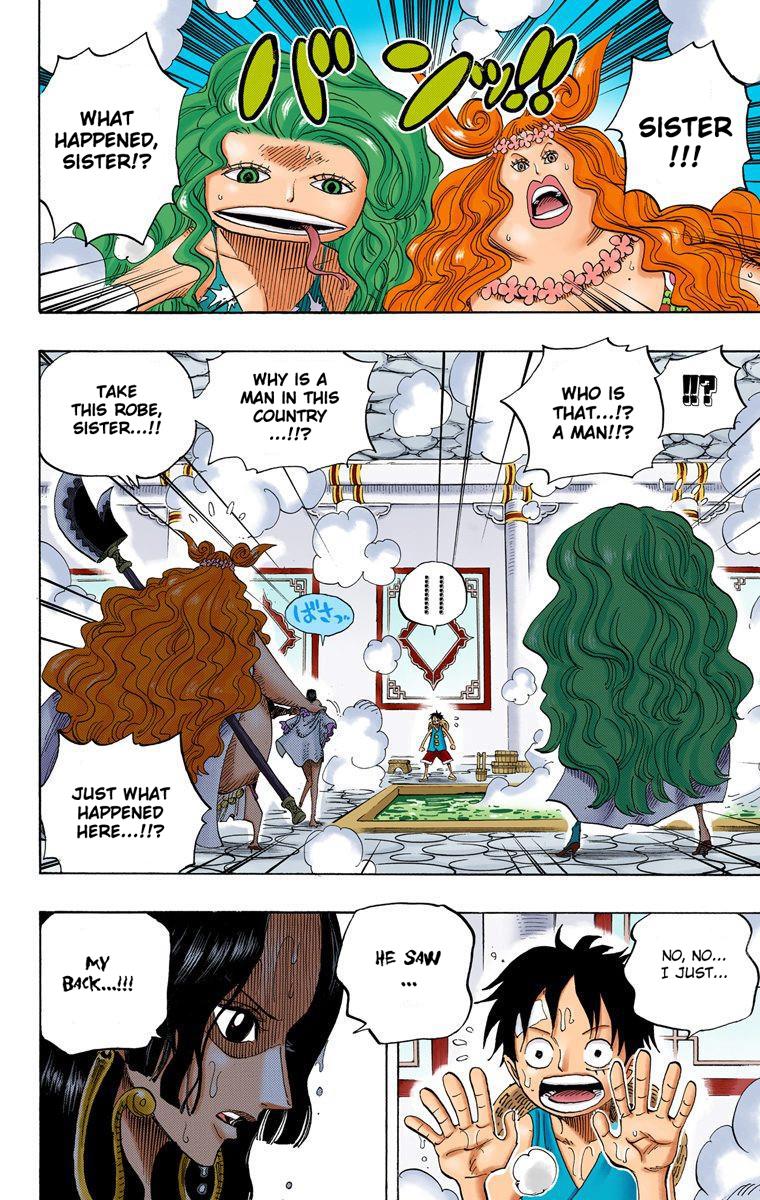 バンッ!!
SISTER
!!!
WHAT
HAPPENED,
SISTER!?
!!?
WHO IS
THAT...!?
A MAN!!?
WHY IS A
MAN IN THIS
COUNTRY
...!!?
TAKE
THIS ROBE,
SISTER...!!
ばさっ
JUST WHAT
HAPPENED
HERE...!!?
NO, NO...
I JUST...
HE SAW
...
MY
BACK...!!!